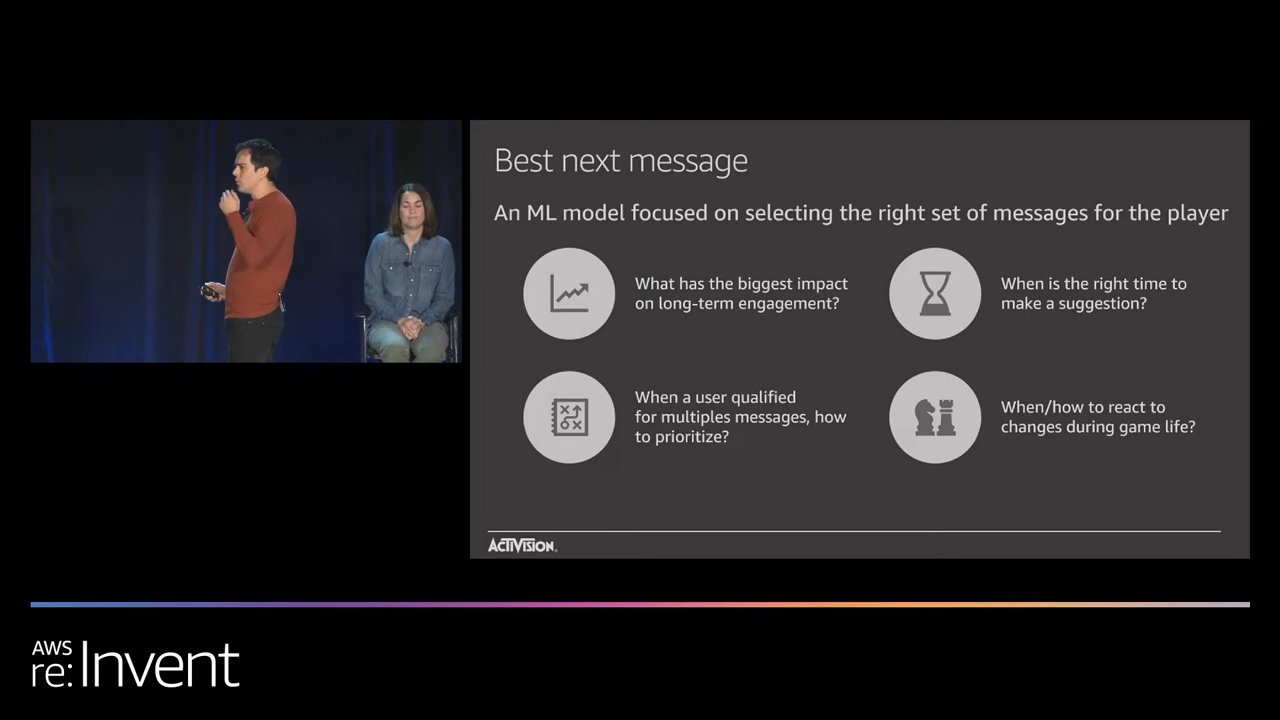 Best next message
An ML model focused on selecting the right set of messages for the player
What has the biggest impact
on long-term engagement?
When is the right time to
make a suggestion?
When a user qualified
for multiples messages, how
to prioritize?
When/how to react to
changes during game life?
ACTIVISION.
AWS
re:Invent